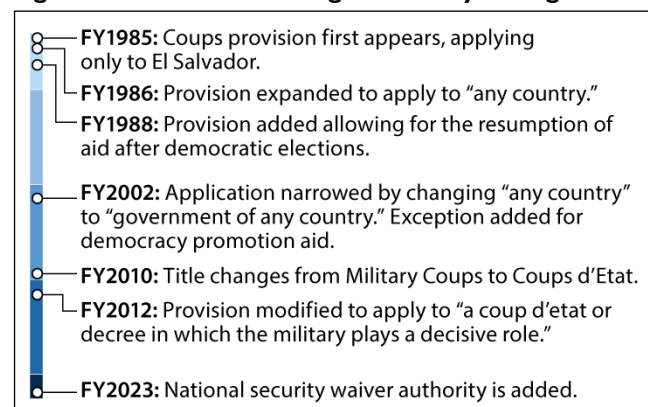 FY1985: Coups provision first appears, applying
only to El Salvador.
FY1986: Provision expanded to apply to “any country.”
FY1988: Provision added allowing for the resumption of
aid after democratic elections.
FY2002: Application narrowed by changing “any country”
to “government of any country.” Exception added for
democracy promotion aid.
FY2010: Title changes from Military Coups to Coups d’Etat.
FY2012: Provision modified to apply to “a coup d’etat or
decree in which the military plays a decisive role.”
FY2023: National security waiver authority is added.